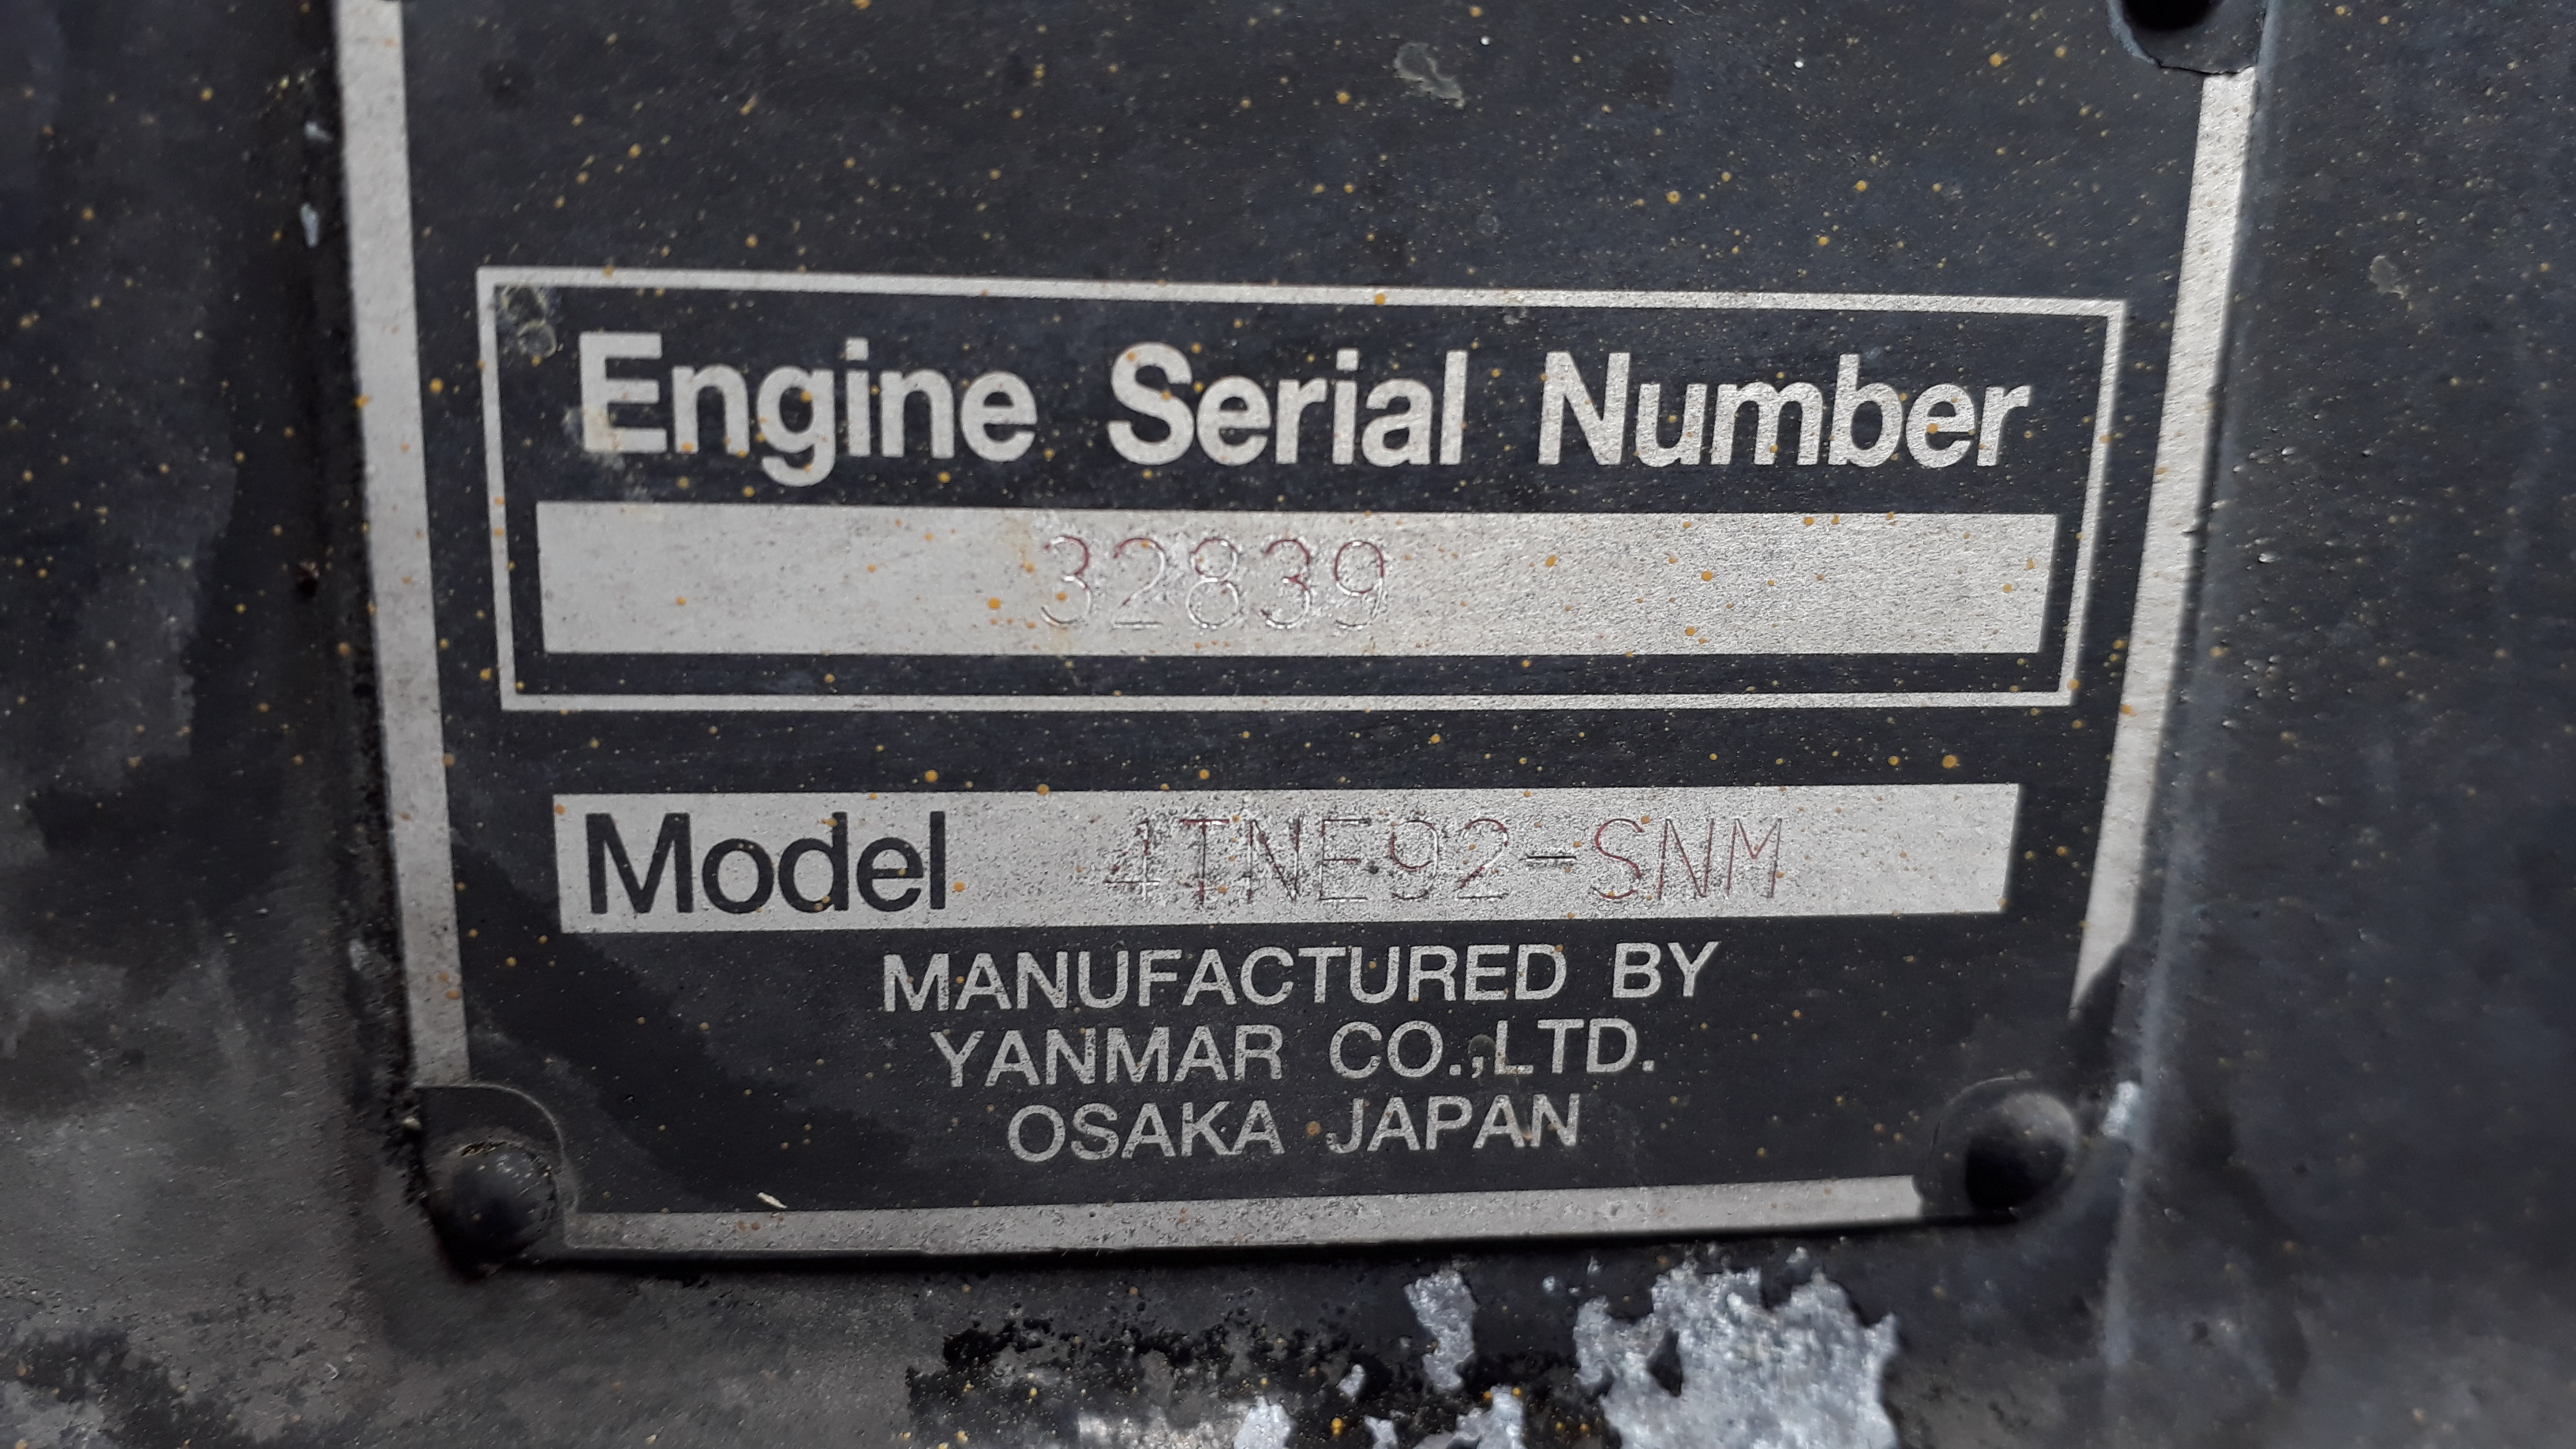 Engine Serial Number
32839
Model 4TNE92-SNM
MANUFACTURED BY
YANMAR CO.,LTD.
OSAKA JAPAN